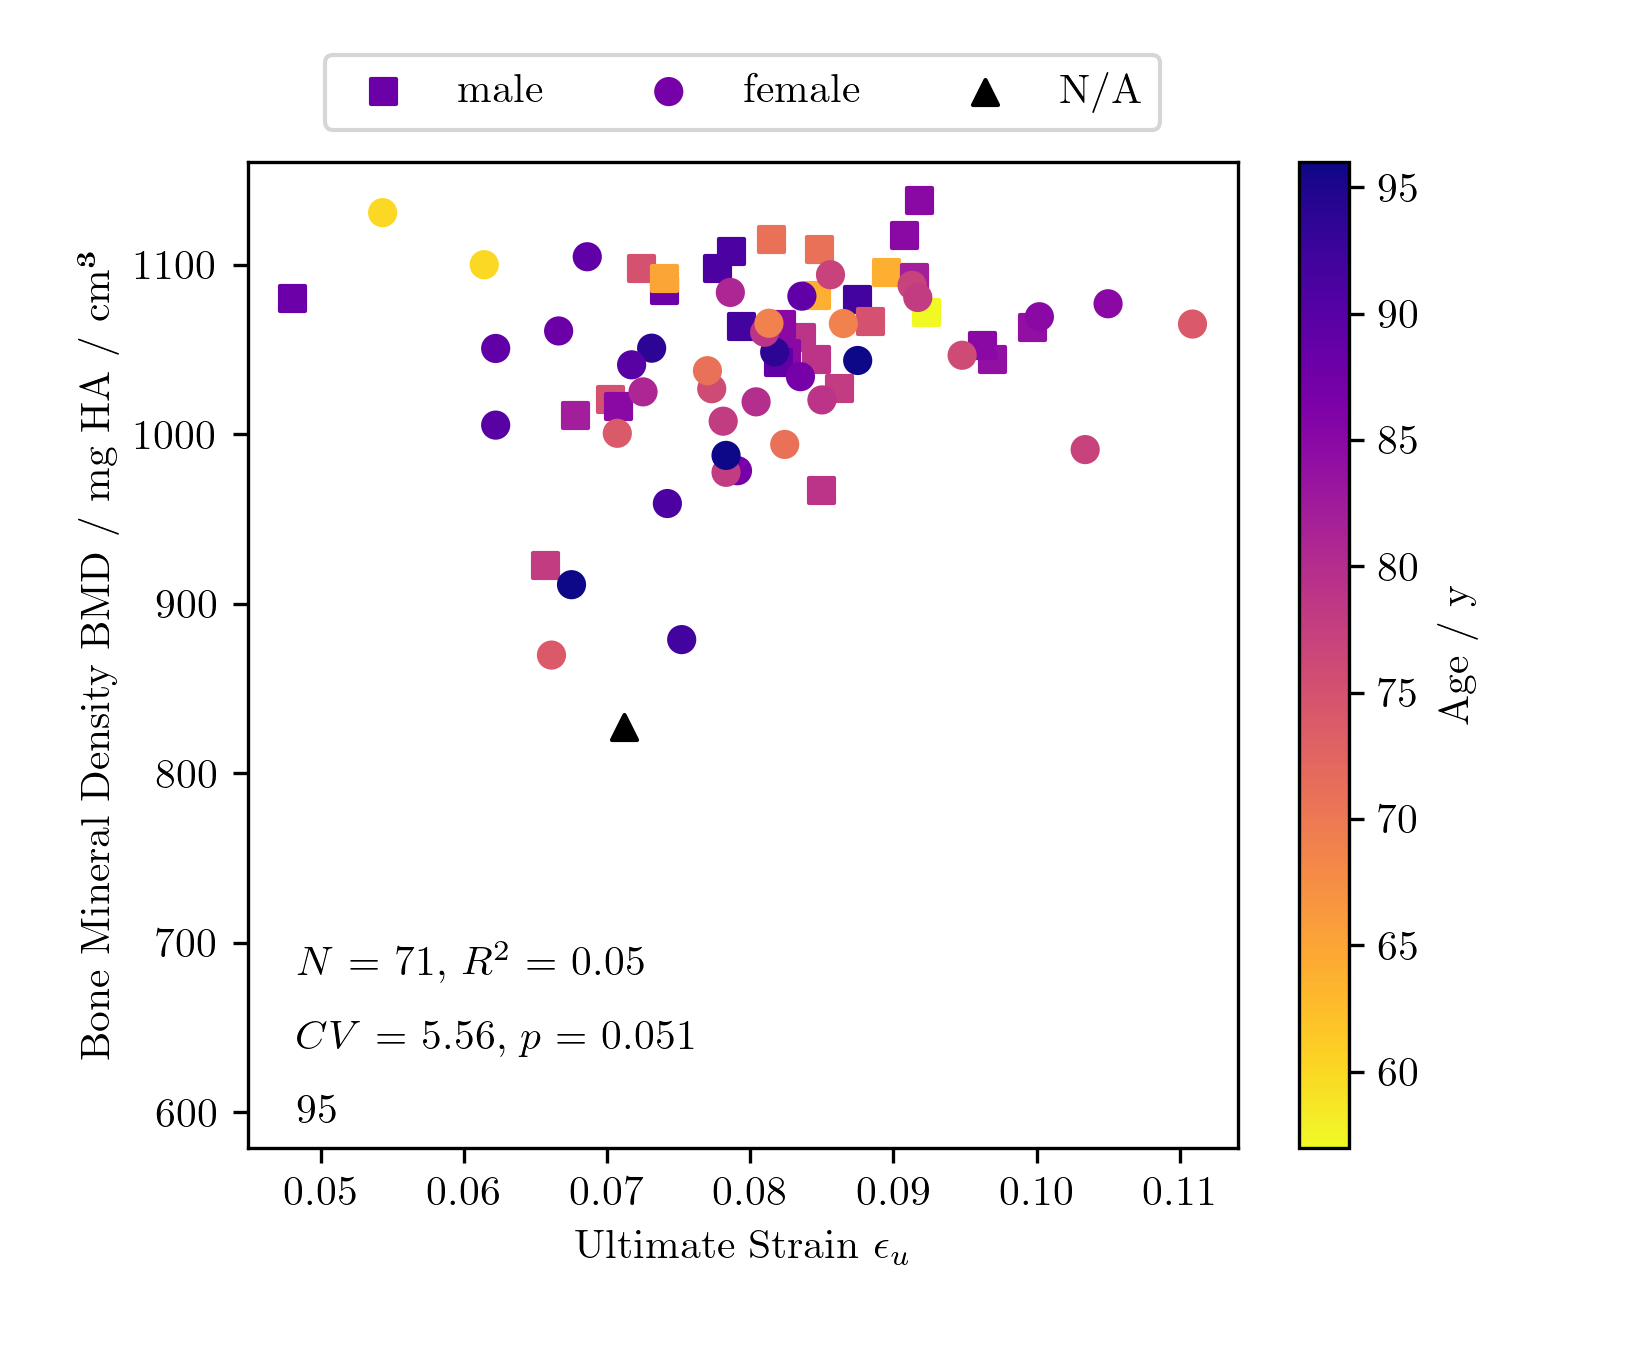 male female N/A
1100
1000
900
800
700
600
Bone Mineral Density BMD / mg HA / cm³
N = 71, R² = 0.05
CV = 5.56, p = 0.051
95
0.05 0.06 0.07 0.08 0.09 0.10 0.11
Ultimate Strain ϵᵤ
95
90
85
80
75
70
65
60
Age / y